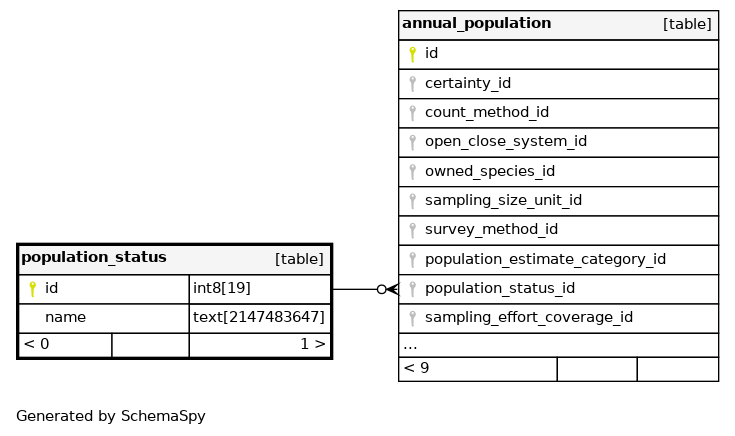 annual_population [table]
id
certainty_id
count_method_id
open_close_system_id
owned_species_id
sampling_size_unit_id
survey_method_id
population_estimate_category_id
population_status_id
sampling_effort_coverage_id
...
< 9
population_status [table]
id int8[19]
name text[2147483647]
< 0 1 >
Generated by SchemaSpy